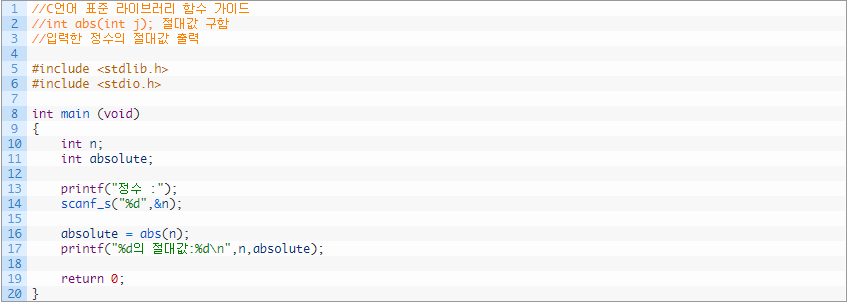 1 //C언어 표준 라이브러리 함수 가이드
2 //int abs(int j); 절대값 구함
3 //입력한 정수의 절대값 출력
4
5 #include <stdlib.h>
6 #include <stdio.h>
7
8 int main (void)
9 {
10     int n;
11     int absolute;
12
13     printf("정수 :");
14     scanf_s("%d",&n);
15
16     absolute = abs(n);
17     printf("%d의 절대값:%d\n",n,absolute);
18
19     return 0;
20 }